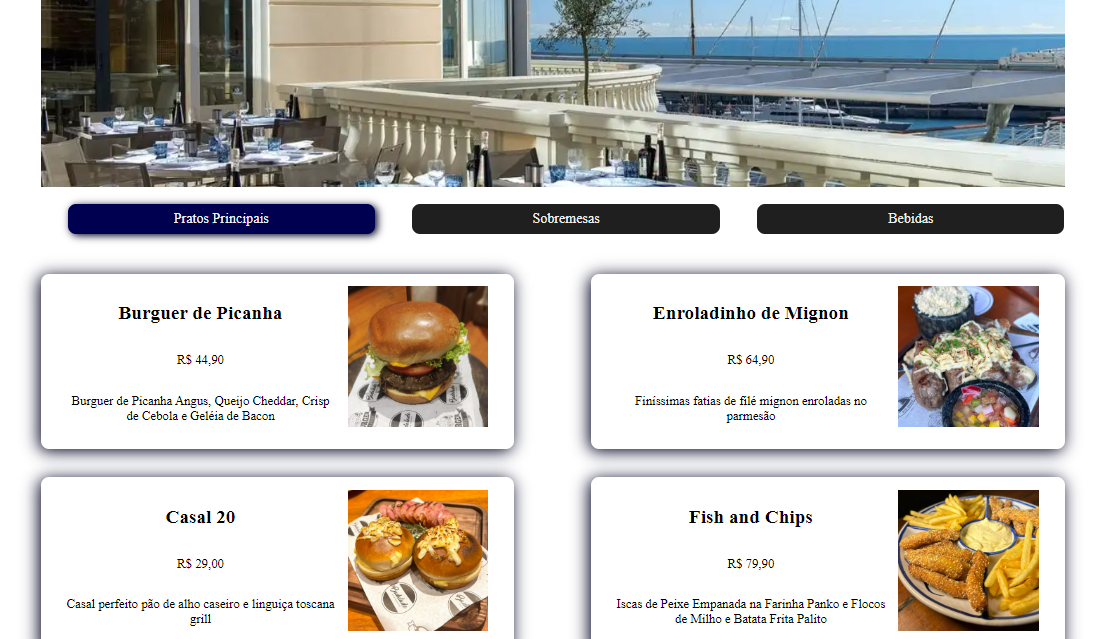 Pratos Principais
Sobremesas
Bebidas
Burguer de Picanha
R$ 44,90
Burguer de Picanha Angus, Queijo Cheddar, Crisp
de Cebola e Geléia de Bacon
Enroladinho de Mignon
R$ 64,90
Finíssimas fatias de filé mignon enroladas no
parmesão
Casal 20
R$ 29,00
Casal perfeito pão de alho caseiro e linguiça toscana
grill
Fish and Chips
R$ 79,90
Iscas de Peixe Empanada na Farinha Panko e Flocos
de Milho e Batata Frita Palito